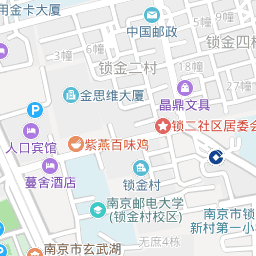 用金卡大厦
中国邮政
锁金四村
锁金二村
金思维大厦
晶鼎文具
锁二社区居委会
人口宾馆
紫燕百味鸡
蔓舍酒店
锁金村
南京邮电大学
(锁金村校区)
南京市锁
新村第一小
无庶4栋
南京市玄武湖